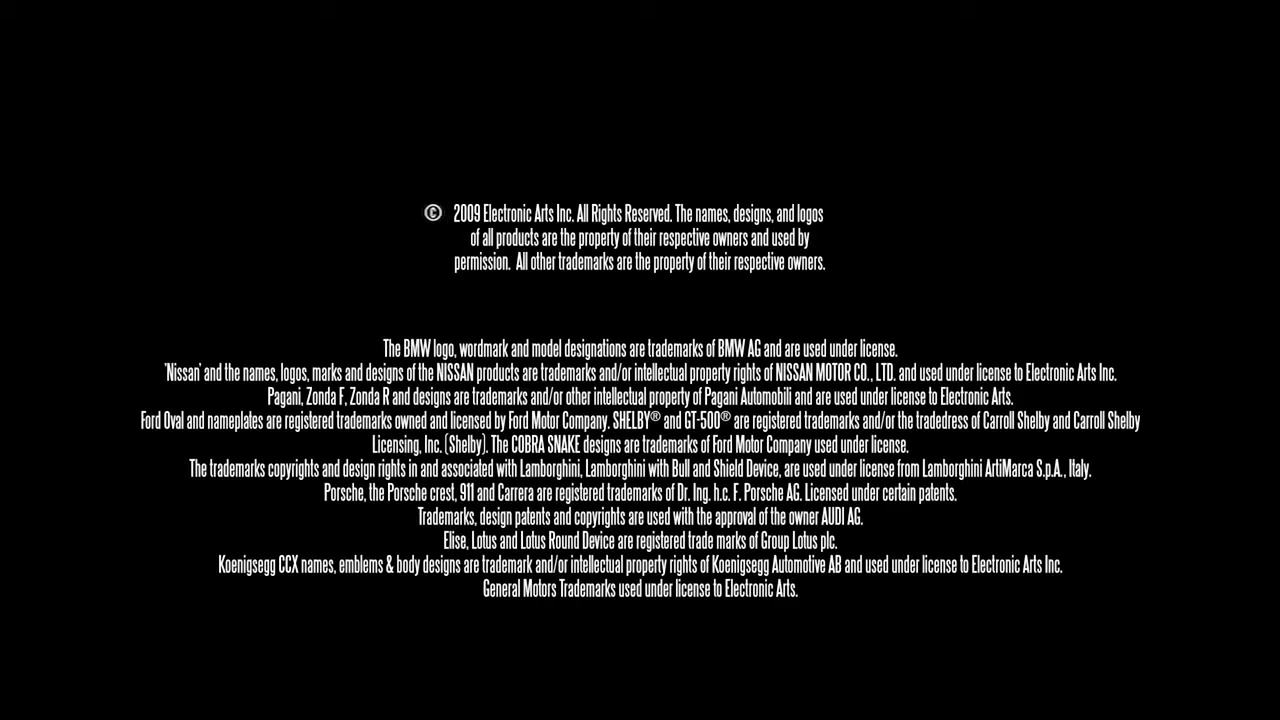 © 2009 Electronic Arts Inc. All Rights Reserved. The names, designs, and logos
of all products are the property of their respective owners and used by
permission. All other trademarks are the property of their respective owners.
The BMW logo, wordmark and model designations are trademarks of BMW AG and are used under license.
'Nissan' and the names, logos, marks and designs of the NISSAN products are trademarks and/or intellectual property rights of NISSAN MOTOR CO., LTD. and used under license to Electronic Arts Inc.
Pagani, Zonda F, Zonda R and designs are trademarks and/or other intellectual property of Pagani Automobili and are used under license to Electronic Arts.
Ford Oval and nameplates are registered trademarks owned and licensed by Ford Motor Company. SHELBY® and GT-500® are registered trademarks and/or the tradedress of Carroll Shelby and Carroll Shelby
Licensing, Inc. (Shelby). The COBRA SNAKE designs are trademarks of Ford Motor Company used under license.
The trademarks copyrights and design rights in and associated with Lamborghini, Lamborghini with Bull and Shield Device, are used under license from Lamborghini ArtiMarca S.p.A., Italy.
Porsche, the Porsche crest, 911 and Carrera are registered trademarks of Dr. Ing. h.c. F. Porsche AG. Licensed under certain patents.
Trademarks, design patents and copyrights are used with the approval of the owner AUDI AG.
Elise, Lotus and Lotus Round Device are registered trade marks of Group Lotus plc.
Koenigsegg CCX names, emblems & body designs are trademark and/or intellectual property rights of Koenigsegg Automotive AB and used under license to Electronic Arts Inc.
General Motors Trademarks used under license to Electronic Arts.